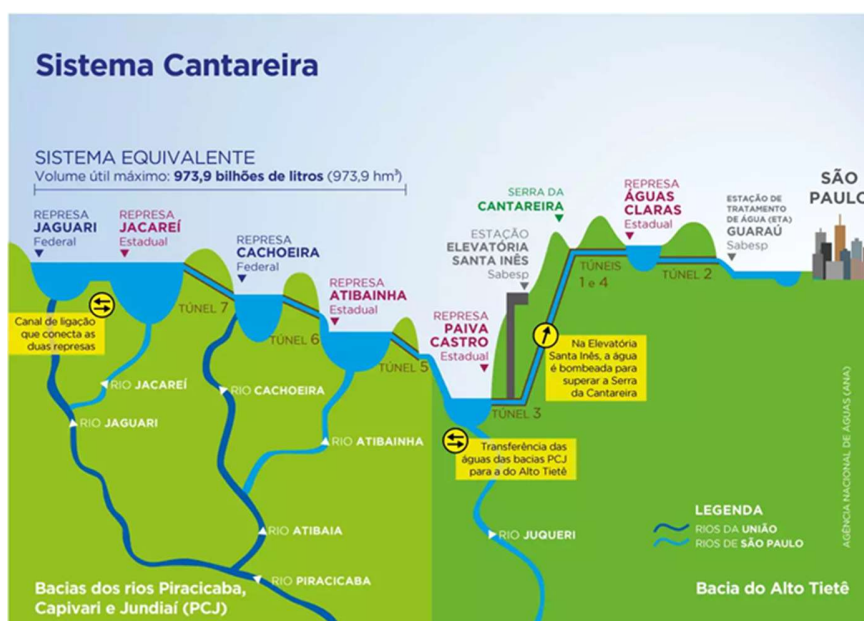 Sistema Cantareira
SISTEMA EQUIVALENTE
Volume útil máximo: 973,9 bilhões de litros (973,9 hm³)
REPRESA
JAGUARI
Federal
REPRESA
JACAREÍ
Estadual
REPRESA
CACHOEIRA
Federal
REPRESA
ATIBAINHA
Estadual
REPRESA
PAIVA
CASTRO
Estadual
ESTAÇÃO
ELEVATÓRIA
SANTA INÊS
Sabesp
SERRA DA
CANTAREIRA
REPRESA
ÁGUAS
CLARAS
Estadual
ESTAÇÃO DE
TRATAMENTO
DE ÁGUA (ETA)
GUARAÚ
Sabesp
SÃO
PAULO
TÚNEL 7
TÚNEL 6
TÚNEL 5
TÚNEL 3
TÚNEIS
1 e 4
TÚNEL 2
Canal de ligação
que conecta as
duas represas
Na Elevatória
Santa Inês, a água
é bombeada para
superar a Serra
da Cantareira
Transferência das
águas das bacias PCJ
para a do Alto Tietê
RIO JACAREÍ
RIO JAGUARI
RIO CACHOEIRA
RIO ATIBAINHA
RIO ATIBAIA
RIO PIRACICABA
RIO JUQUERI
LEGENDA
RIOS DA UNIÃO
RIOS DE SÃO PAULO
Bacias dos rios Piracicaba,
Capivari e Jundiaí (PCJ)
Bacia do Alto Tietê
AGÊNCIA NACIONAL DE ÁGUAS (ANA)